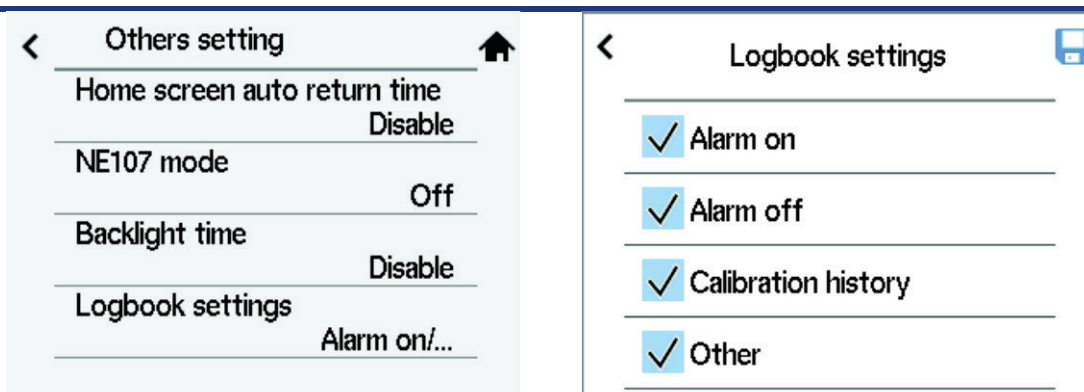 Others setting
Home screen auto return time
Disable
NE107 mode
Off
Backlight time
Disable
Logbook settings
Alarm on/...
Logbook settings
Alarm on
Alarm off
Calibration history
Other